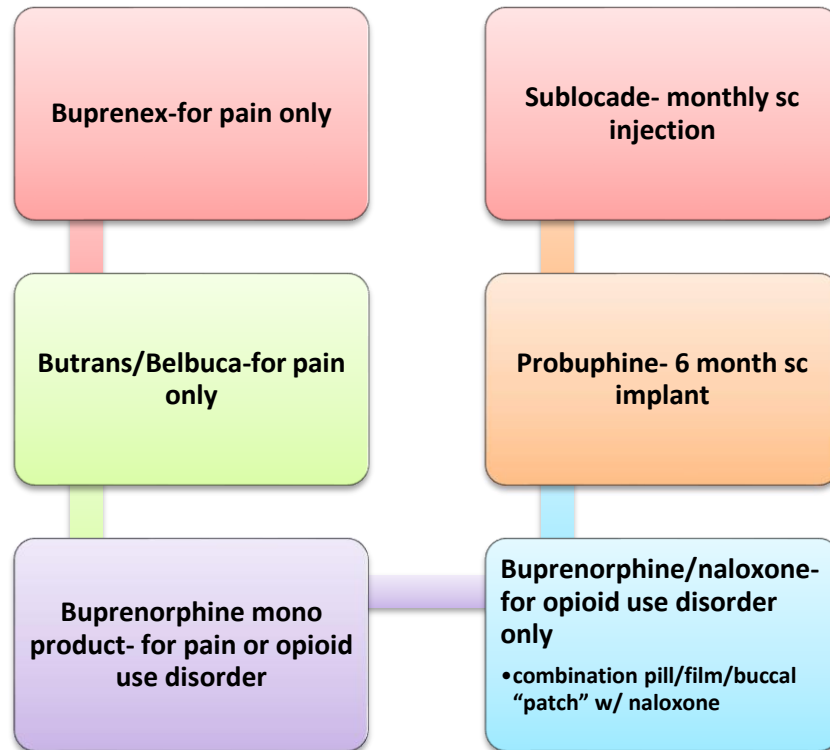 Buprenex-for pain only
Butrans/Belbuca-for pain
only
Buprenorphine mono
product- for pain or opioid
use disorder
Buprenorphine/naloxone-
for opioid use disorder
only
•combination pill/film/buccal
“patch” w/ naloxone
Probuphine- 6 month sc
implant
Sublocade- monthly sc
injection